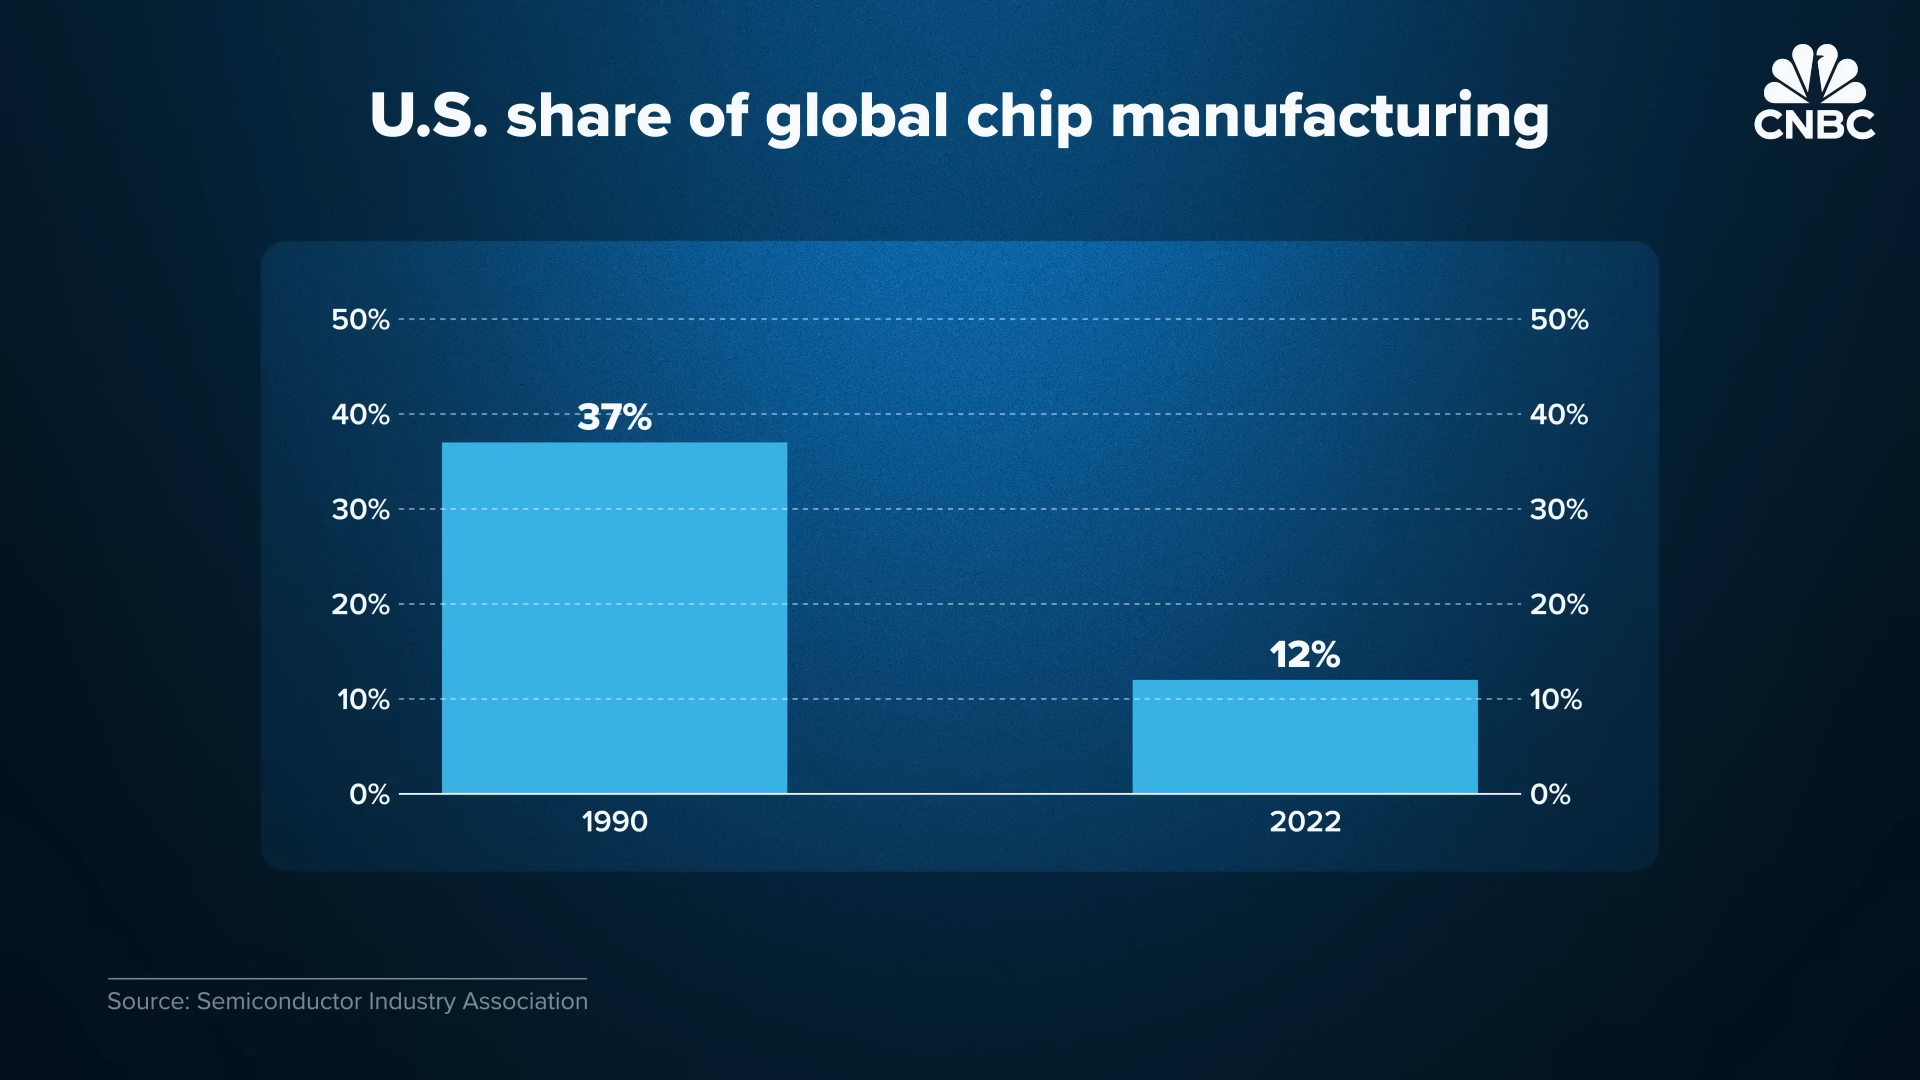 U.S. share of global chip manufacturing
CNBC
50% 50%
40% 37% 40%
30% 30%
20% 20%
12%
10% 10%
0% 0%
1990 2022
Source: Semiconductor Industry Association